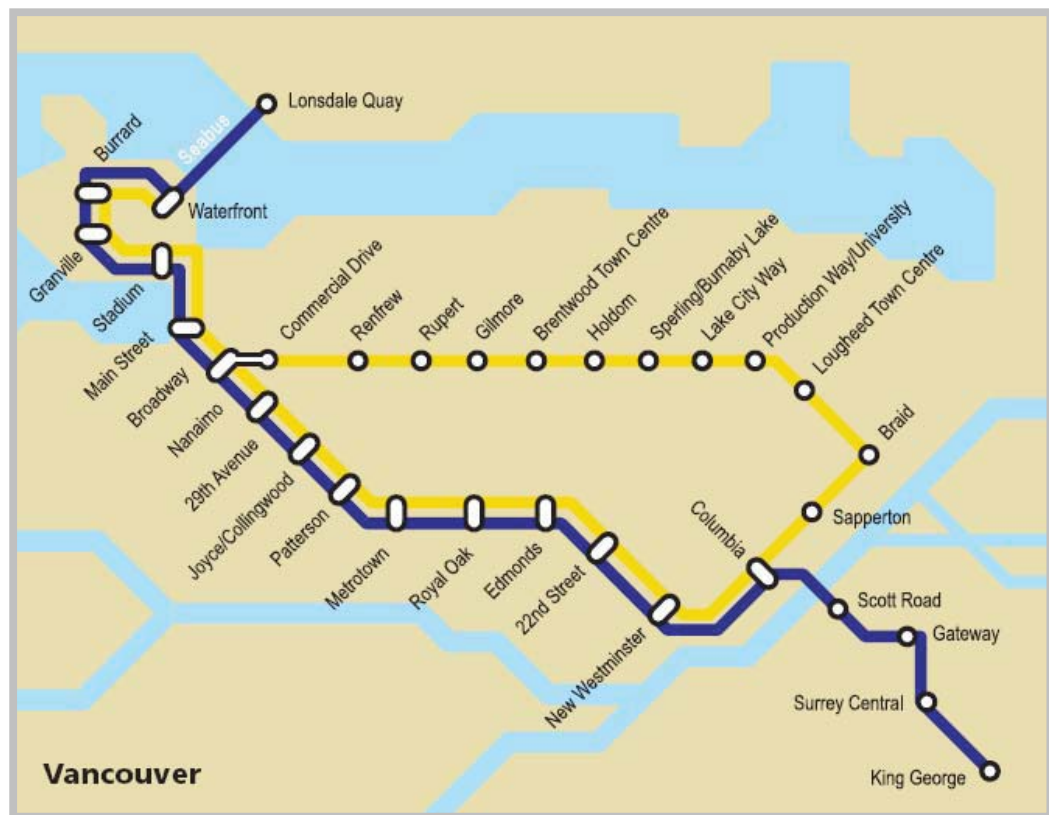 Lonsdale Quay
Seabus
Burrard
Waterfront
Granville
Stadium
Main Street
Broadway
Commercial Drive
Renfrew
Rupert
Gilmore
Brentwood Town Centre
Holdom
Sperling/Burnaby Lake
Lake City Way
Production Way/University
Lougheed Town Centre
Braid
Sapperton
Columbia
Nanaimo
29th Avenue
Joyce/Collingwood
Patterson
Metrotown
Royal Oak
Edmonds
22nd Street
New Westminster
Scott Road
Gateway
Surrey Central
King George
Vancouver